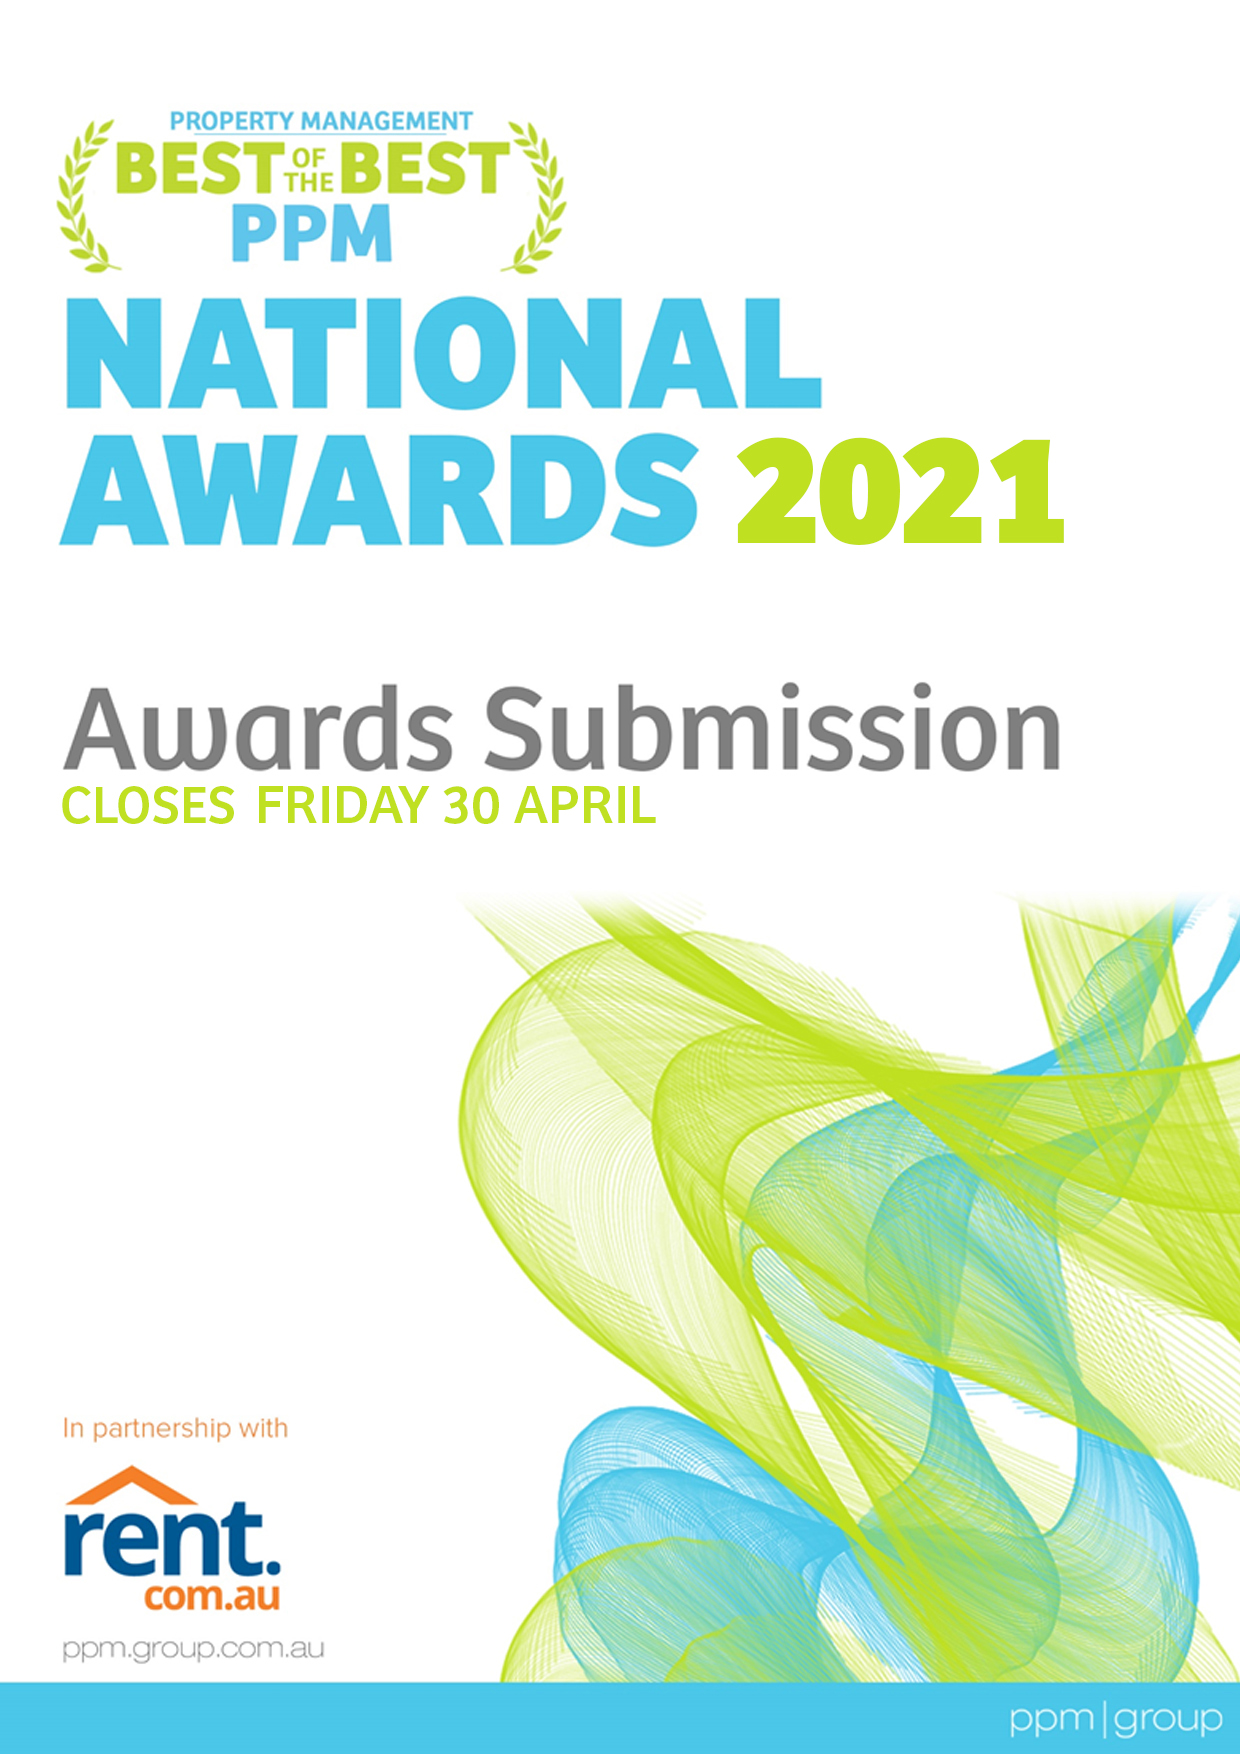 PROPERTY MANAGEMENT
BEST OF THE BEST
PPM
NATIONAL
AWARDS 2021
Awards Submission
CLOSES FRIDAY 30 APRIL
In partnership with
rent.
com.au
ppm.group.com.au
ppm|group